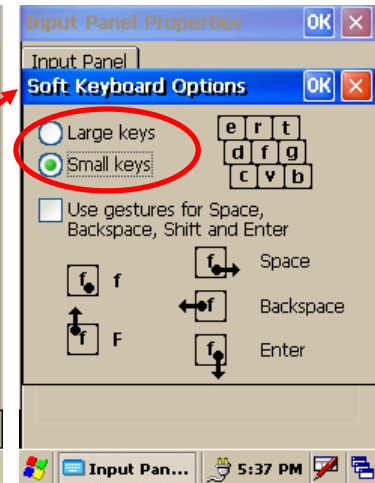 Input Panel Properties OK
Input Panel
Soft Keyboard Options OK
Large keys
e r t
d f g
c v b
Small keys
Use gestures for Space,
Backspace, Shift and
Enter
f f
f F
f Space
f Backspace
f Enter
Input Pan... 5:37 PM